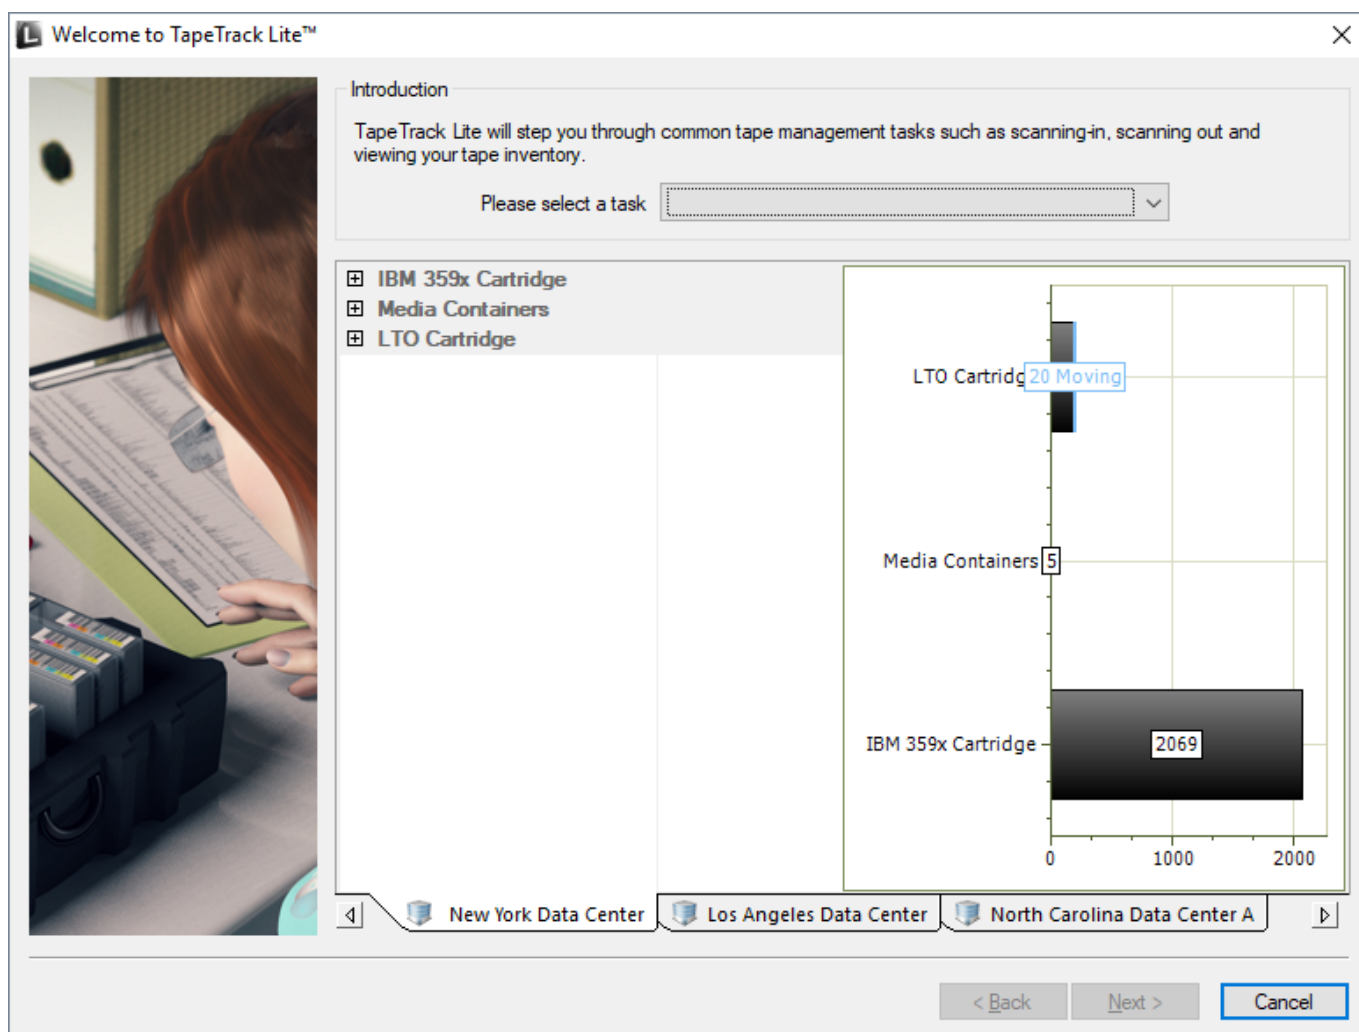 Welcome to TapeTrack Lite™
Introduction
TapeTrack Lite will step you through common tape management tasks such as scanning-in, scanning out and
viewing your tape inventory.
Please select a task
IBM 359x Cartridge
Media Containers
LTO Cartridge
LTO Cartridg
20 Moving
Media Containers
5
IBM 359x Cartridge
2069
0 1000 2000
New York Data Center
Los Angeles Data Center
North Carolina Data Center A
< Back
Next >
Cancel